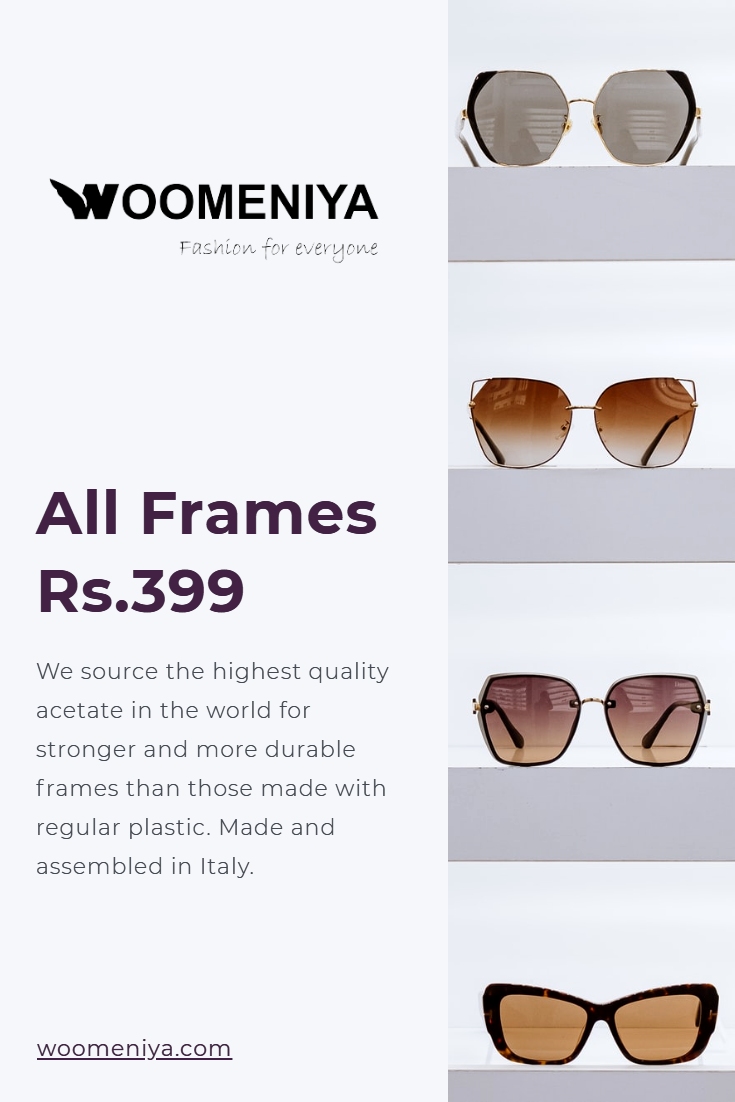 WOOMENIYA
Fashion for everyone
All Frames
Rs.399
We source the highest quality
acetate in the world for
stronger and more durable
frames than those made with
regular plastic. Made and
assembled in Italy.
woomeniya.com